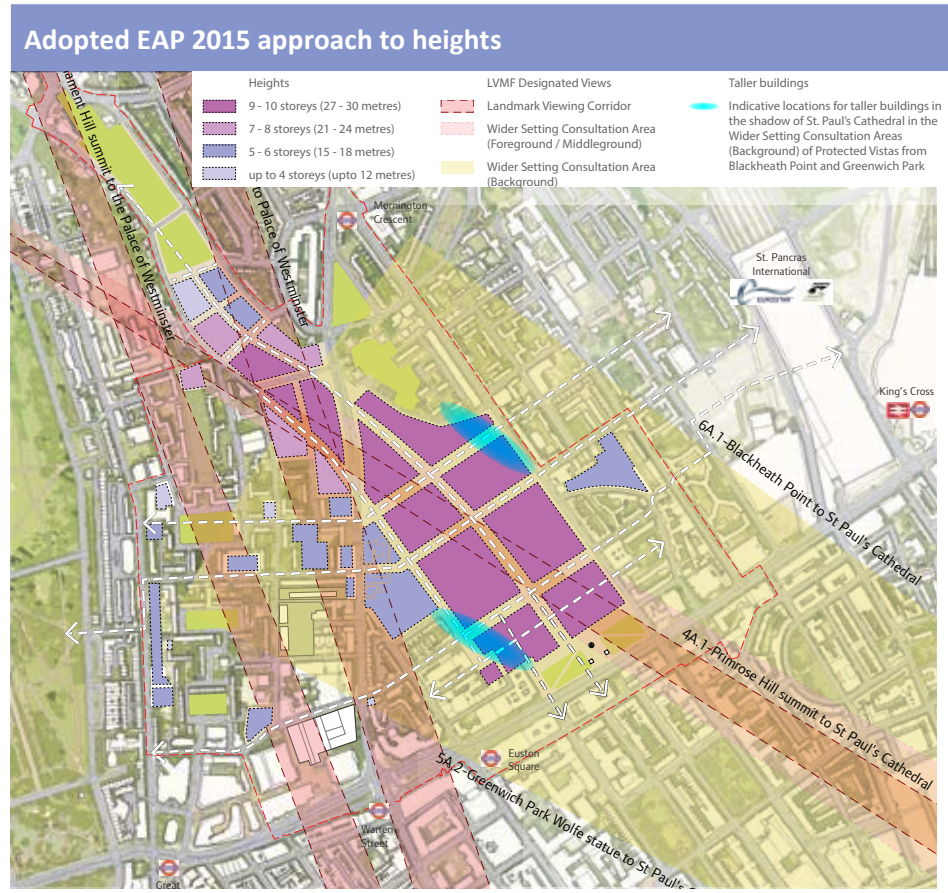 Adopted EAP 2015 approach to heights
Heights
9 - 10 storeys (27 - 30 metres)
7 - 8 storeys (21 - 24 metres)
5 - 6 storeys (15 - 18 metres)
up to 4 storeys (upto 12 metres)
LVMF Designated Views
Landmark Viewing Corridor
Wider Setting Consultation Area
(Foreground / Middleground)
Wider Setting Consultation Area
(Background)
Taller buildings
Indicative locations for taller buildings in
the shadow of St. Paul's Cathedral in the
Wider Setting Consultation Areas
(Background) of Protected Vistas from
Blackheath Point and Greenwich Park
Hill summit to the Palace of Westminster
to Palace of Westminster
Mornington
Crescent
St. Pancras
International
EUROSTAR
King's Cross
6A.1-Blackheath Point to St Paul's Cathedral
4A.1-Primrose Hill summit to St Paul's Cathedral
5A.2-Greenwich Park Wolfe statue to St Paul's
Euston
Square
Warren
Street
Great